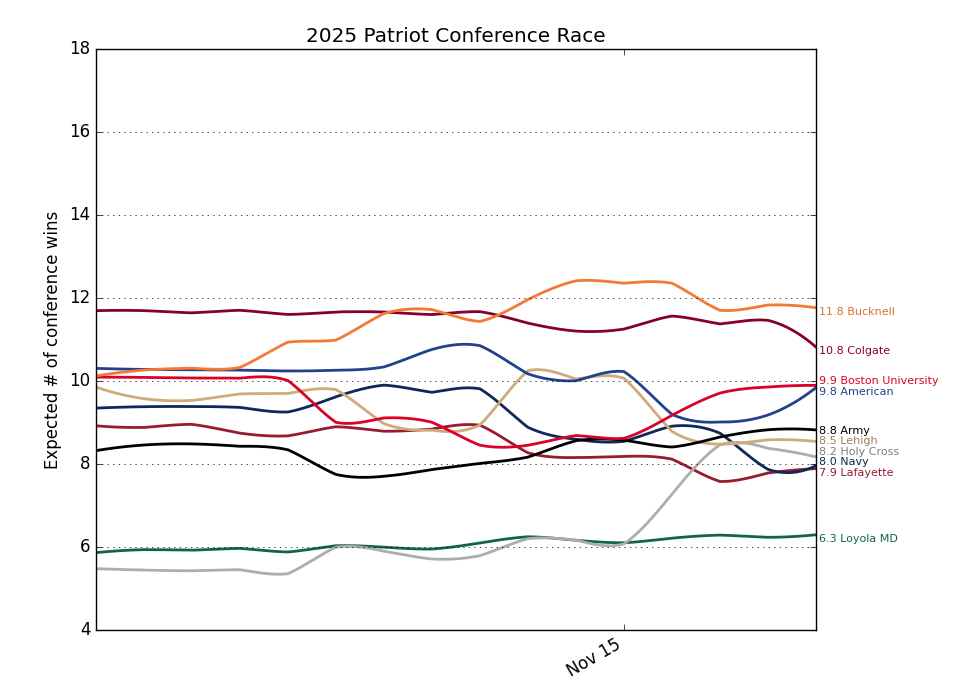 2025 Patriot Conference Race
Expected # of conference wins
18
16
14
12
10
8
6
4
Nov 15
11.8 Bucknell
10.8 Colgate
9.9 Boston University
9.8 American
8.8 Army
8.5 Lehigh
8.2 Holy Cross
8.0 Navy
7.9 Lafayette
6.3 Loyola MD